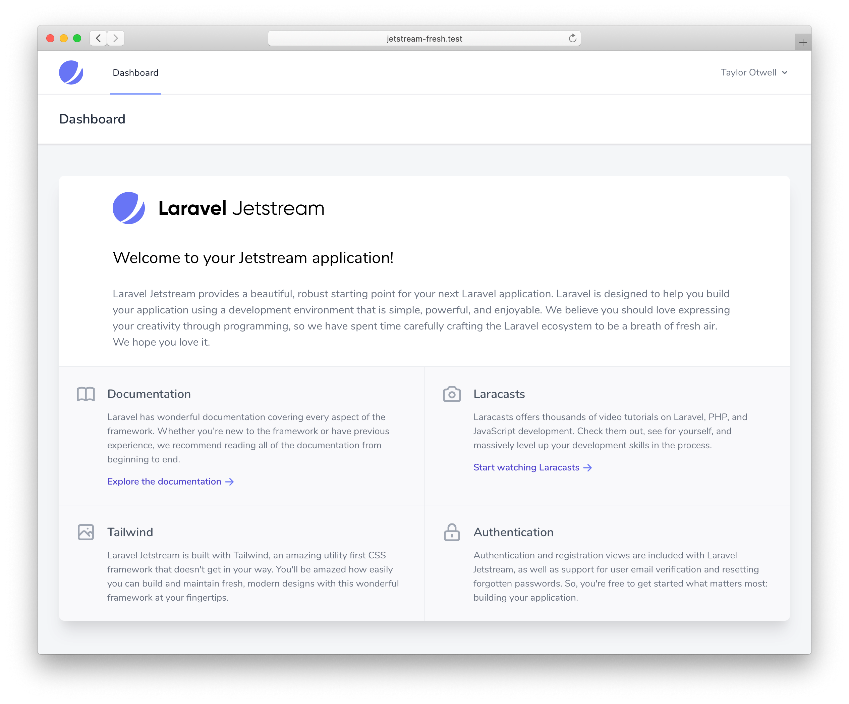 jetstream-fresh.test
Dashboard
Taylor Otwell
Dashboard
Laravel Jetstream
Welcome to your Jetstream application!
Laravel Jetstream provides a beautiful, robust starting point for your next Laravel application. Laravel is designed to help you build
your application using a development environment that is simple, powerful, and enjoyable. We believe you should love expressing
your creativity through programming, so we have spent time carefully crafting the Laravel ecosystem to be a breath of fresh air.
We hope you love it.
Documentation
Laravel has wonderful documentation covering every aspect of the
framework. Whether you're new to the framework or have previous
experience, we recommend reading all of the documentation from
beginning to end.
Explore the documentation →
Laracasts
Laracasts offers thousands of video tutorials on Laravel, PHP, and
JavaScript development. Check them out, see for yourself, and
massively level up your development skills in the process.
Start watching Laracasts →
Tailwind
Laravel Jetstream is built with Tailwind, an amazing utility first CSS
framework that doesn't get in your way. You'll be amazed how easily
you can build and maintain fresh, modern designs with this wonderful
framework at your fingertips.
Authentication
Authentication and registration views are included with Laravel
Jetstream, as well as support for user email verification and resetting
forgotten passwords. So, you're free to get started what matters most:
building your application.